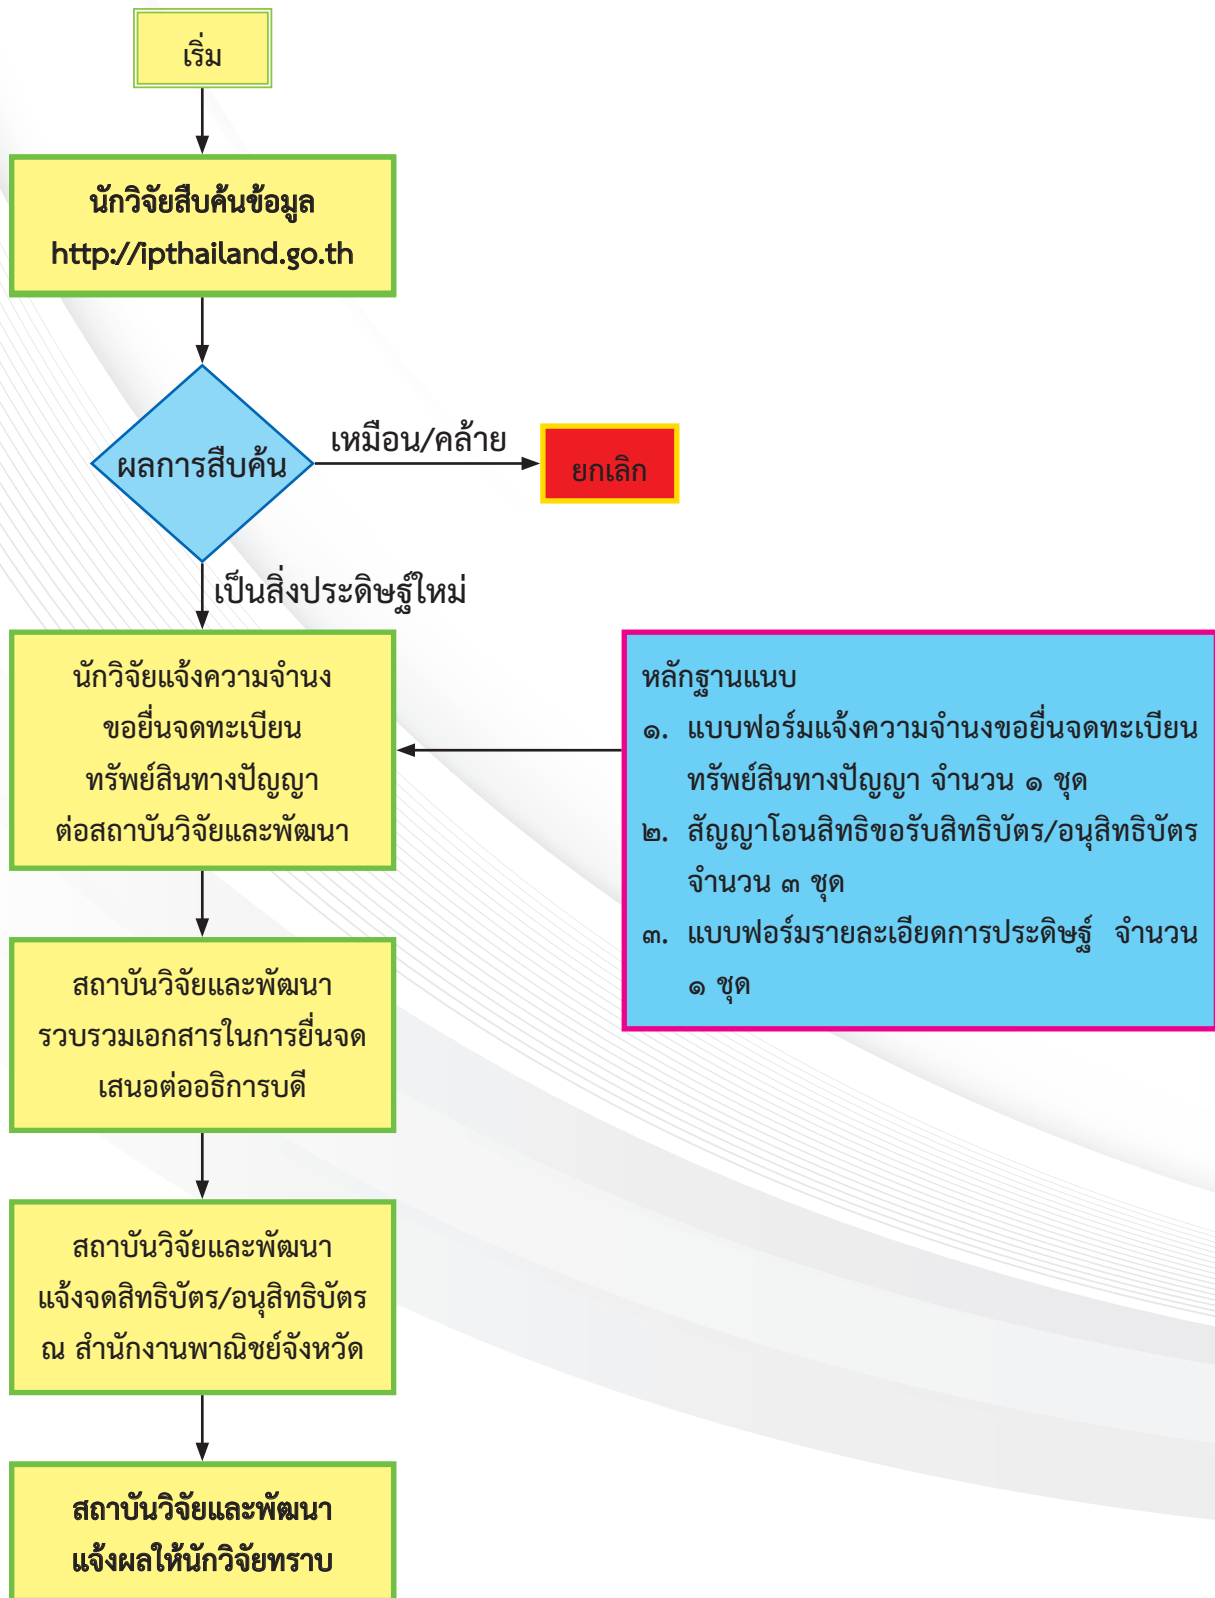 เริ่ม
นักวิจัยสืบค้นข้อมูล
http://ipthailand.go.th
ผลการสืบค้น
เหมือน/คล้าย
ยกเลิก
เป็นสิ่งประดิษฐ์ใหม่
นักวิจัยแจ้งความจำนง
ขอยื่นจดทะเบียน
ทรัพย์สินทางปัญญา
ต่อสถาบันวิจัยและพัฒนา
หลักฐานแนบ
๑. แบบฟอร์มแจ้งความจำนงขอยื่นจดทะเบียน
ทรัพย์สินทางปัญญา จำนวน ๑ ชุด
๒. สัญญาโอนสิทธิขอรับสิทธิบัตร/อนุสิทธิบัตร
จำนวน ๓ ชุด
๓. แบบฟอร์มรายละเอียดการประดิษฐ์ จำนวน
๑ ชุด
สถาบันวิจัยและพัฒนา
รวบรวมเอกสารในการยื่นจด
เสนอต่ออธิการบดี
สถาบันวิจัยและพัฒนา
แจ้งจดสิทธิบัตร/อนุสิทธิบัตร
ณ สำนักงานพาณิชย์จังหวัด
สถาบันวิจัยและพัฒนา
แจ้งผลให้นักวิจัยทราบ